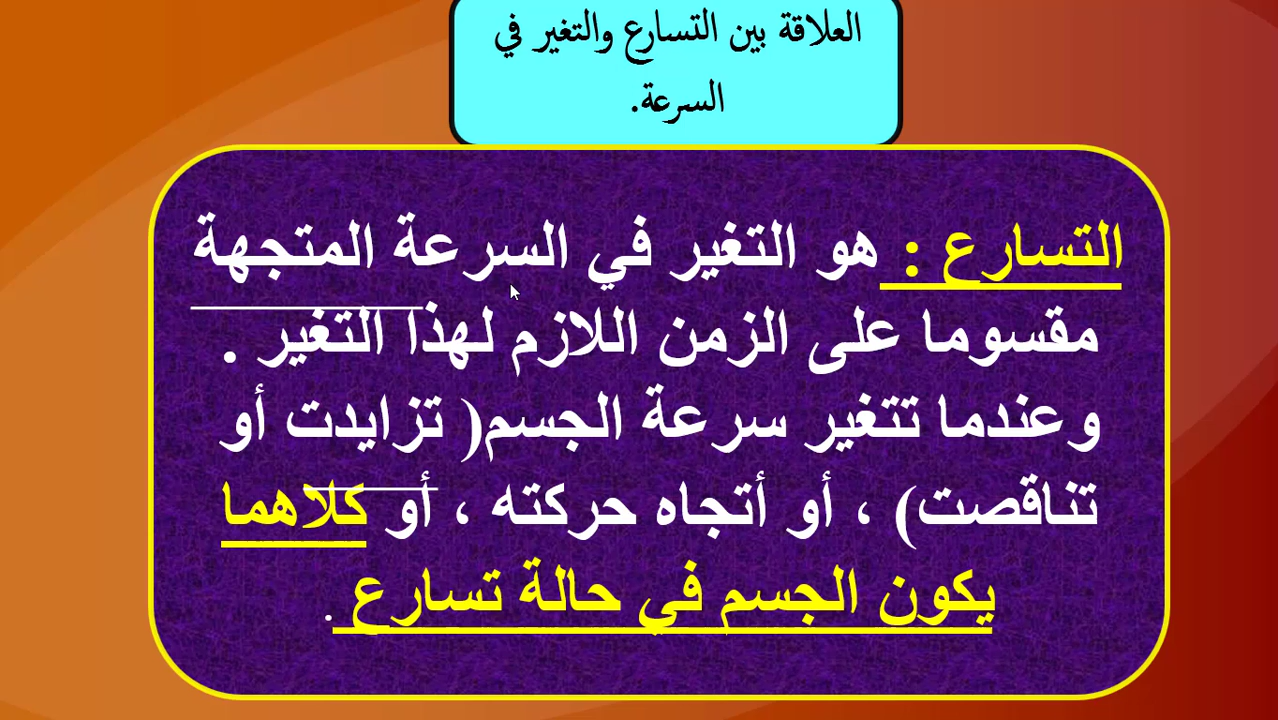 العلاقة بين التسارع والتغير في
السرعة.
التسارع : هو التغير في السرعة المتجهة
مقسوما على الزمن اللازم لهذا التغير .
وعندما تتغير سرعة الجسم( تزايدت أو
تناقصت) ، أو أتجاه حركته ، أو كلاهما
يكون الجسم في حالة تسارع .